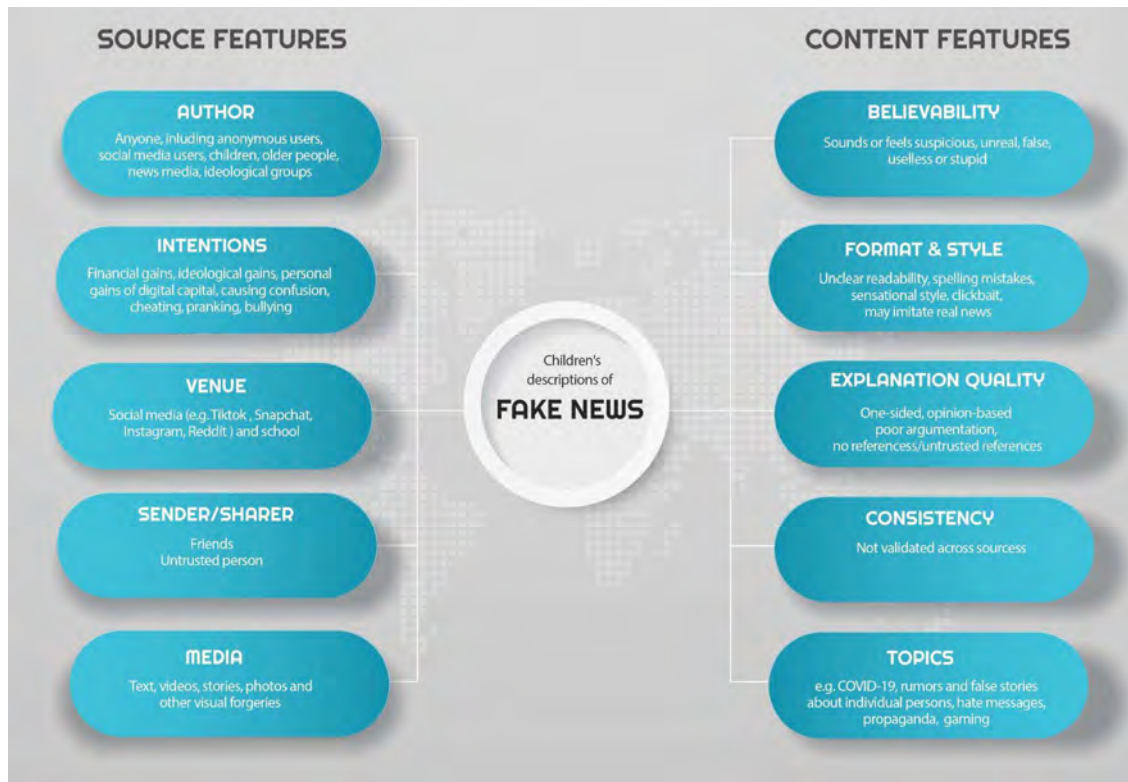 SOURCE FEATURES
AUTHOR
Anyone, inluding anonymous users,
social media users, children, older people,
news media, ideological groups
INTENTIONS
Financial gains, ideological gains, personal
gains of digital capital, causing confusion,
cheating, pranking, bullying
VENUE
Social media (e.g. Tiktok , Snapchat,
Instagram, Reddit ) and school
SENDER/SHARER
Friends
Untrusted person
MEDIA
Text, videos, stories, photos and
other visual forgeries
Children's
descriptions of
FAKE NEWS
CONTENT FEATURES
BELIEVABILITY
Sounds or feels suspicious, unreal, false,
useless or stupid
FORMAT & STYLE
Unclear readability, spelling mistakes,
sensational style, clickbait,
may imitate real news
EXPLANATION QUALITY
One-sided, opinion-based
poor argumentation,
no referencess/untrusted references
CONSISTENCY
Not validated across sourcess
TOPICS
e.g. COVID-19, rumors and false stories
about individual persons, hate messages,
propaganda, gaming